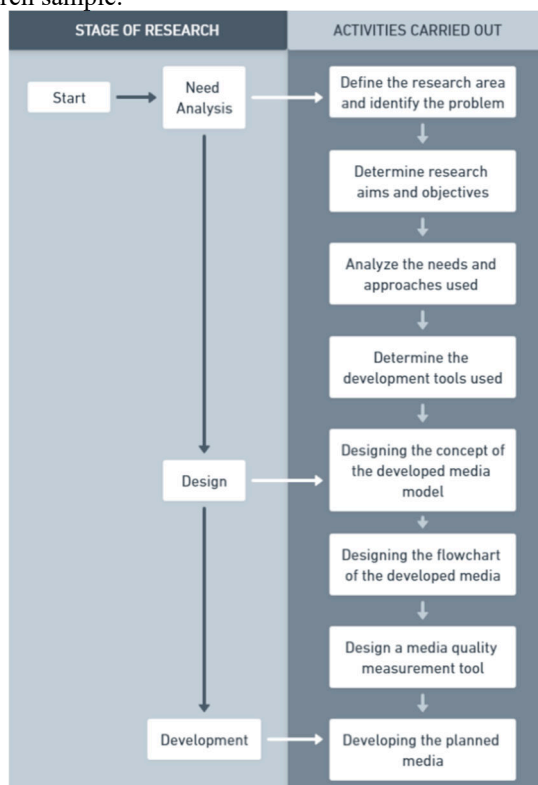 STAGE OF RESEARCH
ACTIVITIES CARRIED OUT
Start
Need
Analysis
Define the research area
and identify the problem
Determine research
aims and objectives
Analyze the needs and
approaches used
Determine the
development tools used
Design
Designing the concept of
the developed media
model
Designing the flowchart
of the developed media
Design a media quality
measurement tool
Development
Developing the planned
media